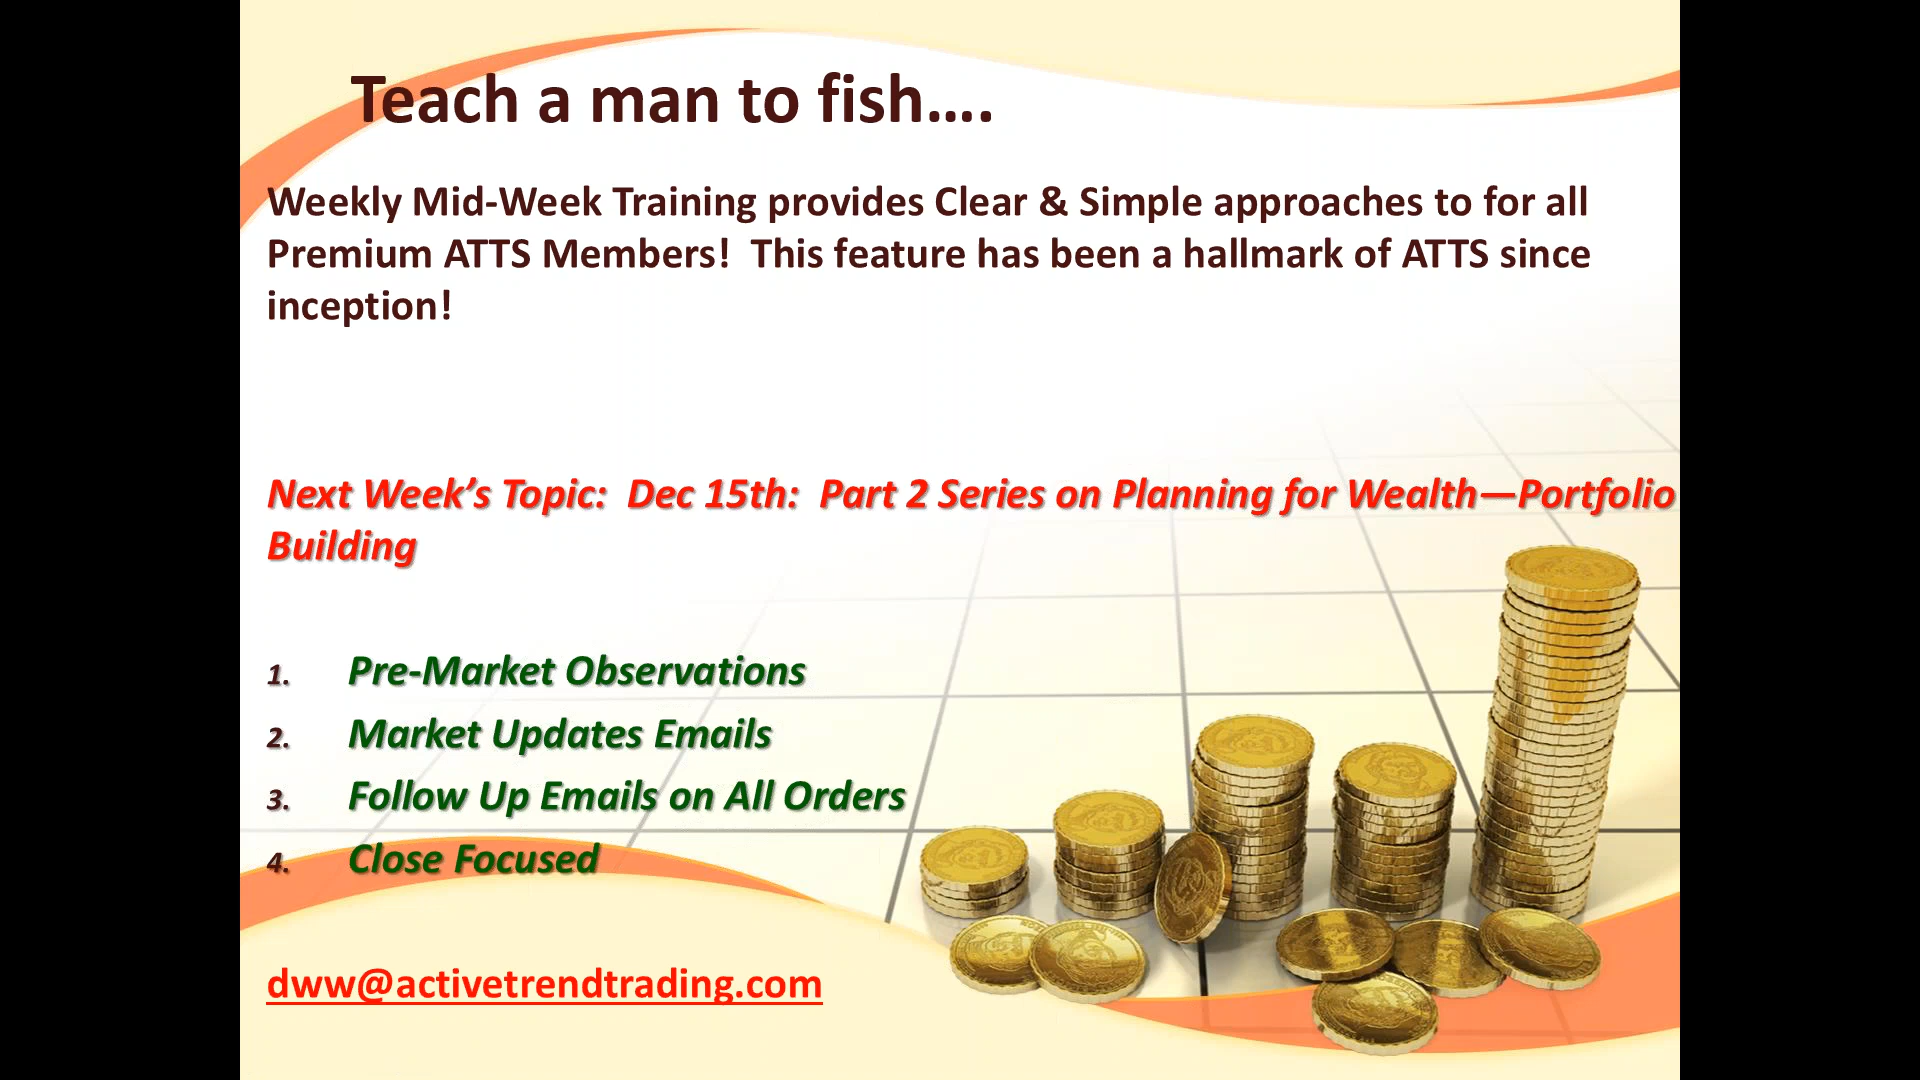 Teach a man to fish….
Weekly Mid-Week Training provides Clear & Simple approaches to for all
Premium ATTS Members!  This feature has been a hallmark of ATTS since
inception!
Next Week’s Topic:  Dec 15th:  Part 2 Series on Planning for Wealth—Portfolio
Building
1. Pre-Market Observations
2. Market Updates Emails
3. Follow Up Emails on All Orders
4. Close Focused
dww@activetrendtrading.com